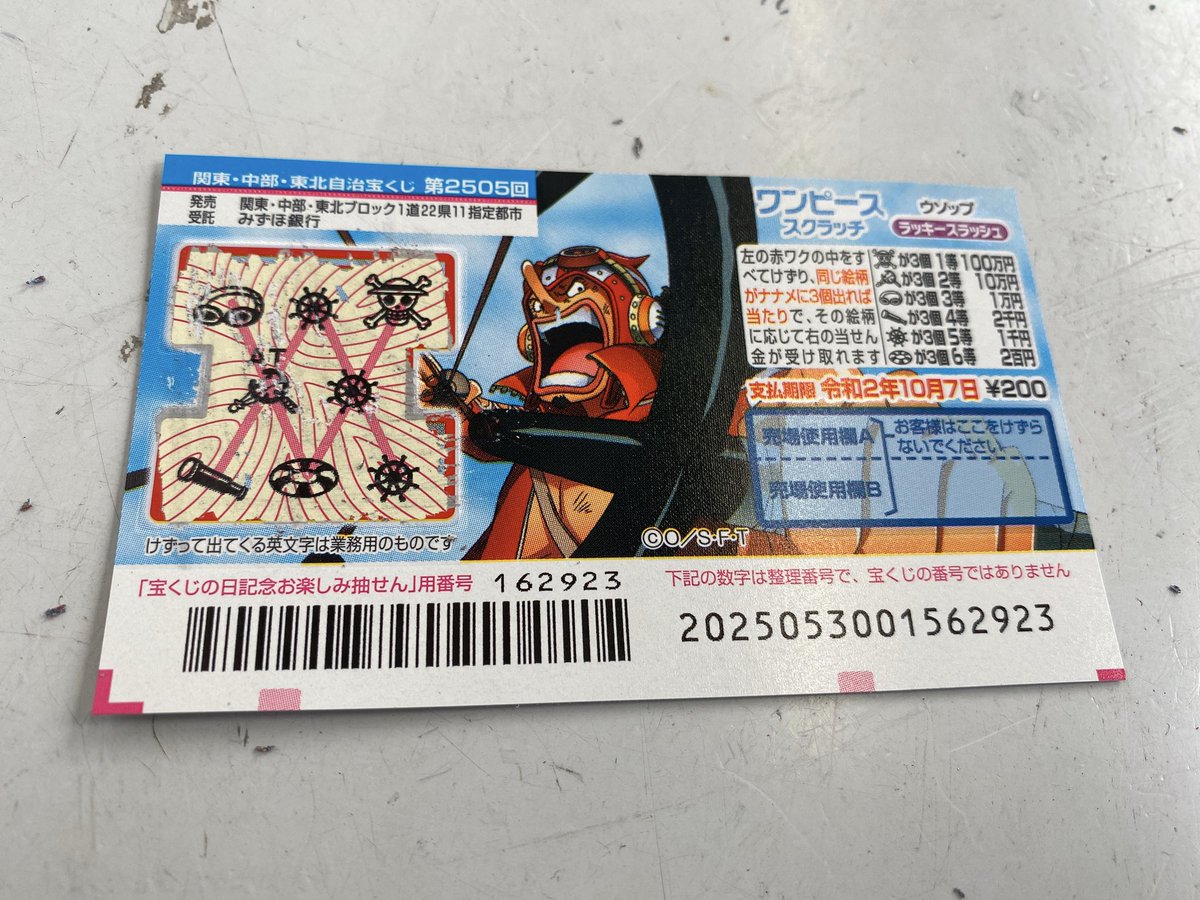 関東・中部・東北自治宝くじ 第2505回
発売 関東・中部・東北ブロック1道22県11指定都市
受託 みずほ銀行
ワンピース
スクラッチ
ウソップ
ラッキースラッシュ
左の赤ワクの中をす
べてけずり、同じ絵柄
がナナメに3個出れば
当たりで、その絵柄
に応じて右の当せん
金が受け取れます
が3個 1等 100万円
が3個 2等 10万円
が3個 3等 1万円
が3個 4等 2千円
が3個 5等 1千円
が3個 6等 2百円
支払期限 令和2年10月7日 ¥200
売場使用欄A
売場使用欄B
お客様はここをけずら
ないでください
けずって出てくる英文字は業務用のものです
©O/S・F・T
「宝くじの日記念お楽しみ抽せん」用番号 162923
下記の数字は整理番号で、宝くじの番号ではありません
2025053001562923